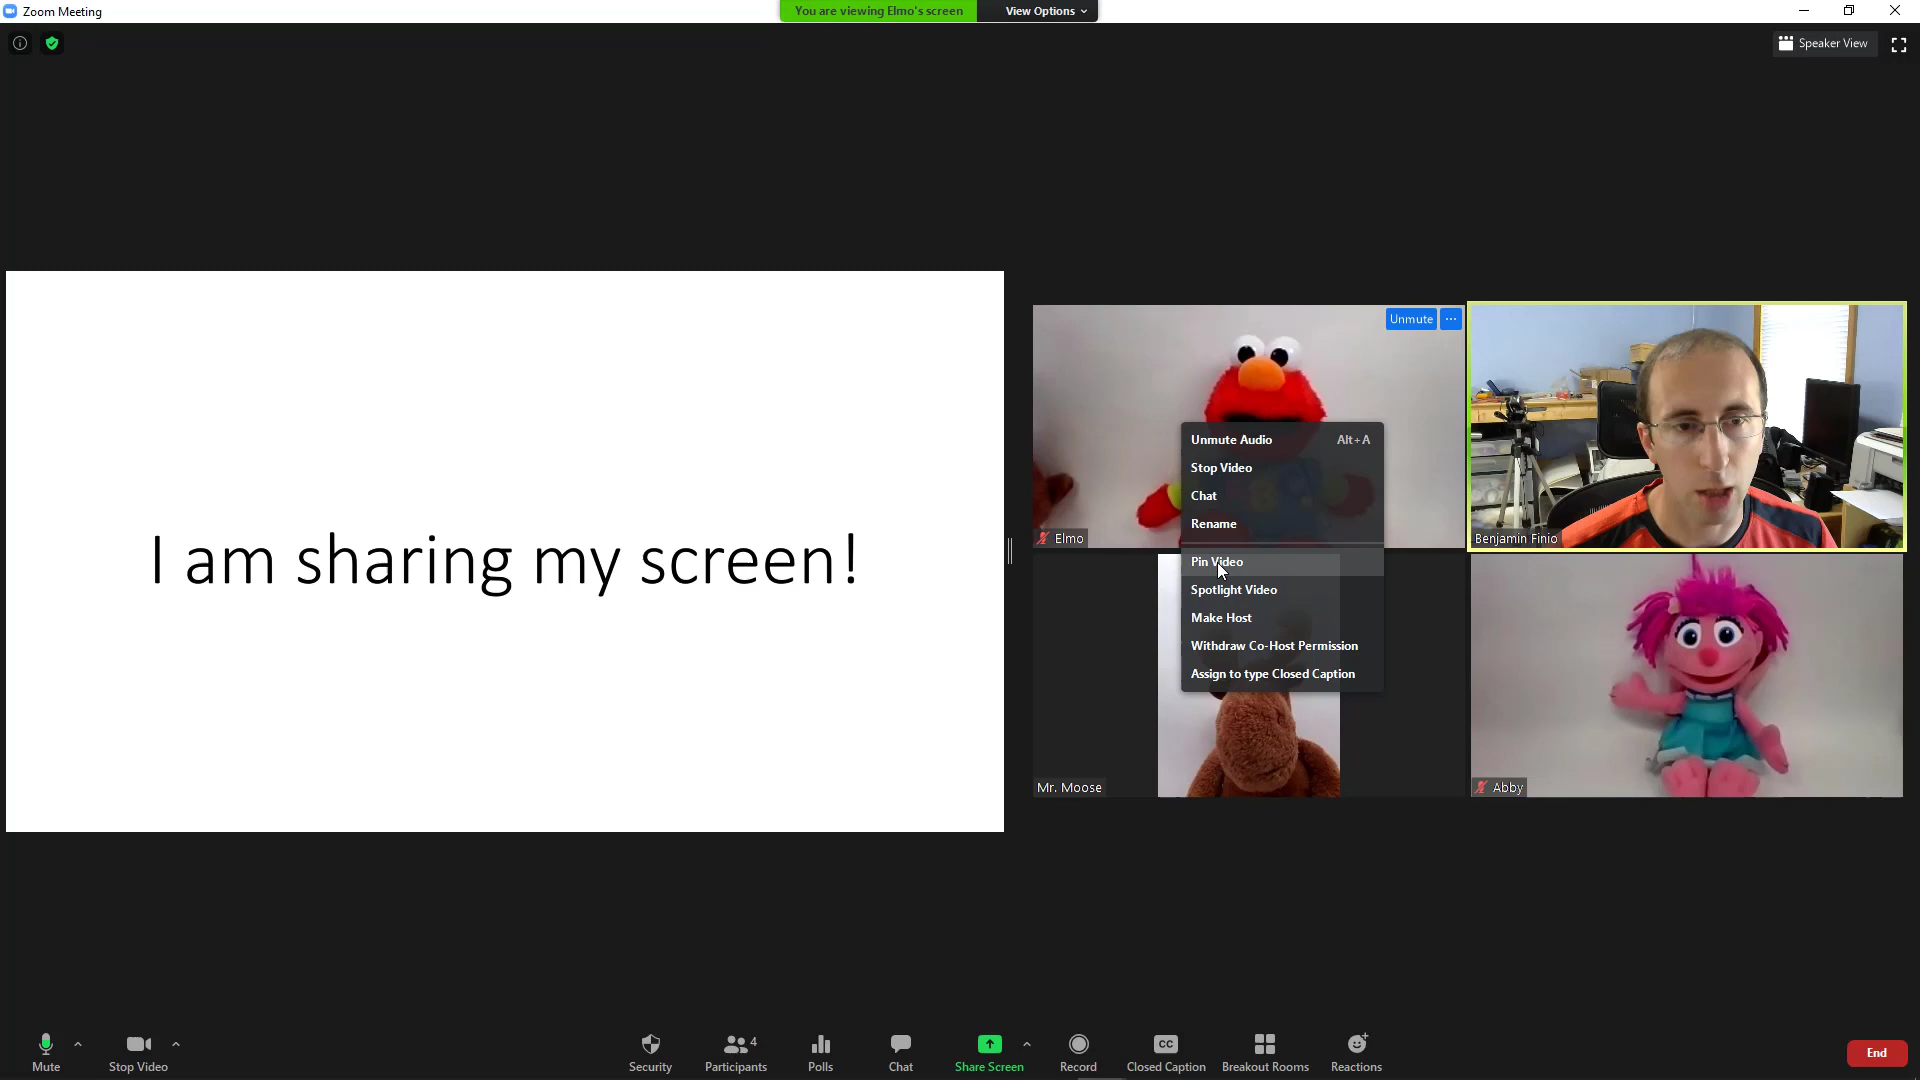 Zoom Meeting
You are viewing Elmo's screen
View Options
Speaker View
I am sharing my screen!
Unmute
...
Elmo
Benjamin Finio
Unmute Audio Alt+A
Stop Video
Chat
Rename
Pin Video
Spotlight Video
Make Host
Withdraw Co-Host Permission
Assign to type Closed Caption
Mr. Moose
Abby
Mute
Stop Video
Security
4
Participants
Polls
Chat
Share Screen
Record
CC
Closed Caption
Breakout Rooms
Reactions
End